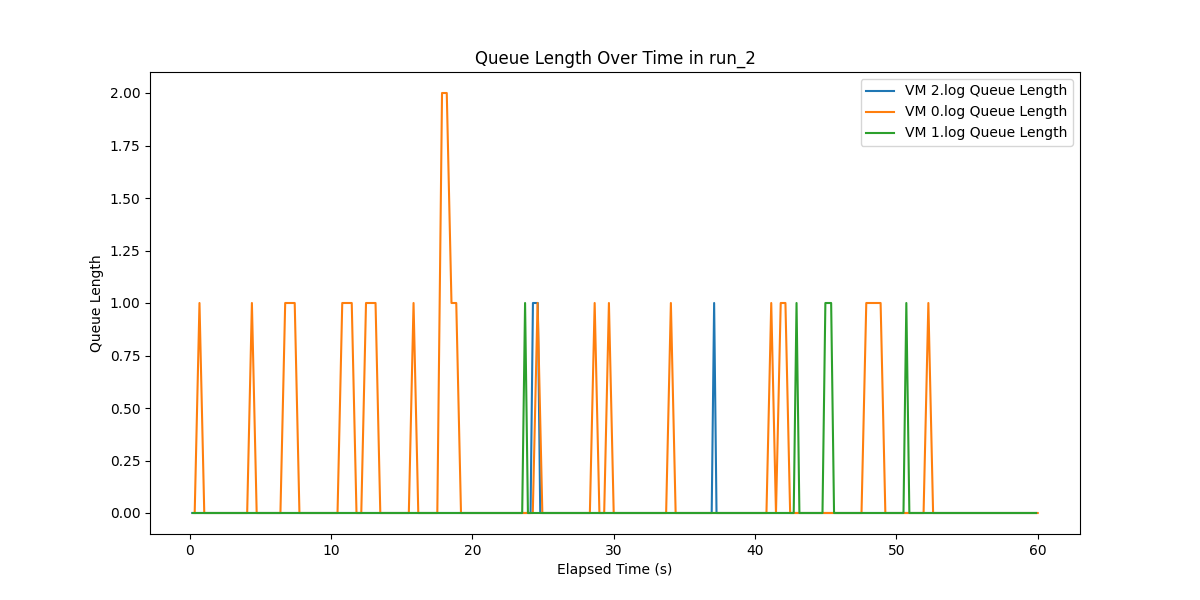 Queue Length Over Time in run_2
VM 2.log Queue Length
VM 0.log Queue Length
VM 1.log Queue Length
Queue Length
2.00
1.75
1.50
1.25
1.00
0.75
0.50
0.25
0.00
0 10 20 30 40 50 60
Elapsed Time (s)